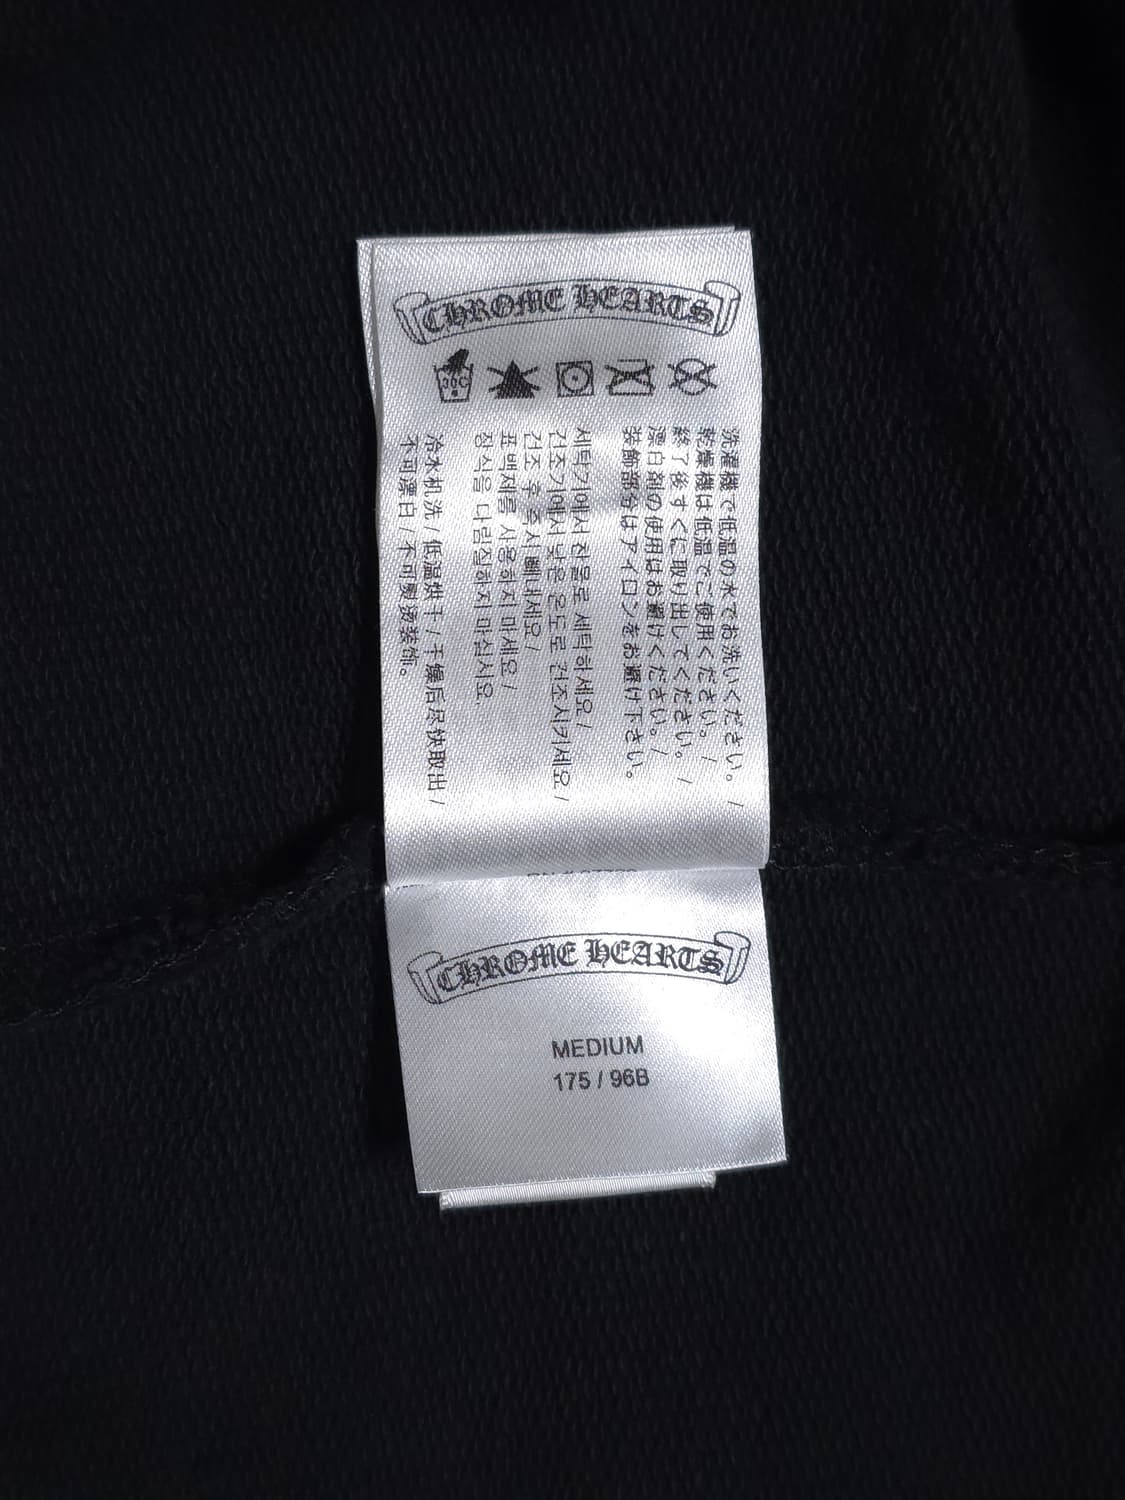 CHROME HEARTS
30C
洗濯機で低温の水でお洗いください。/
乾燥機は低温でご使用ください。/
終了後すぐに取り出してください。/
漂白剤の使用はお避けください。/
装飾部分はアイロンをお避け下さい。
세탁기에서 찬물로 세탁하세요/
건조기에서 낮은 온도로 건조시키세요/
건조 후 즉시 빼내세요/
표백제를 사용하지 마세요/
장식을 다림질하지 마십시요.
冷水机洗/低温烘干/干燥后尽快取出/
不可漂白/不可熨烫装饰。
CHROME HEARTS
MEDIUM
175 / 96B